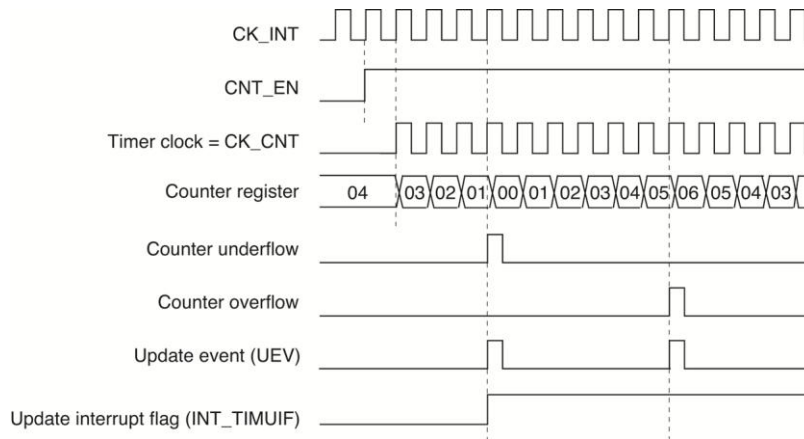 CK_INT
CNT_EN
Timer clock = CK_CNT
Counter register 04 03 02 01 00 01 02 03 04 05 06 05 04 03
Counter underflow
Counter overflow
Update event (UEV)
Update interrupt flag (INT_TIMUIF)